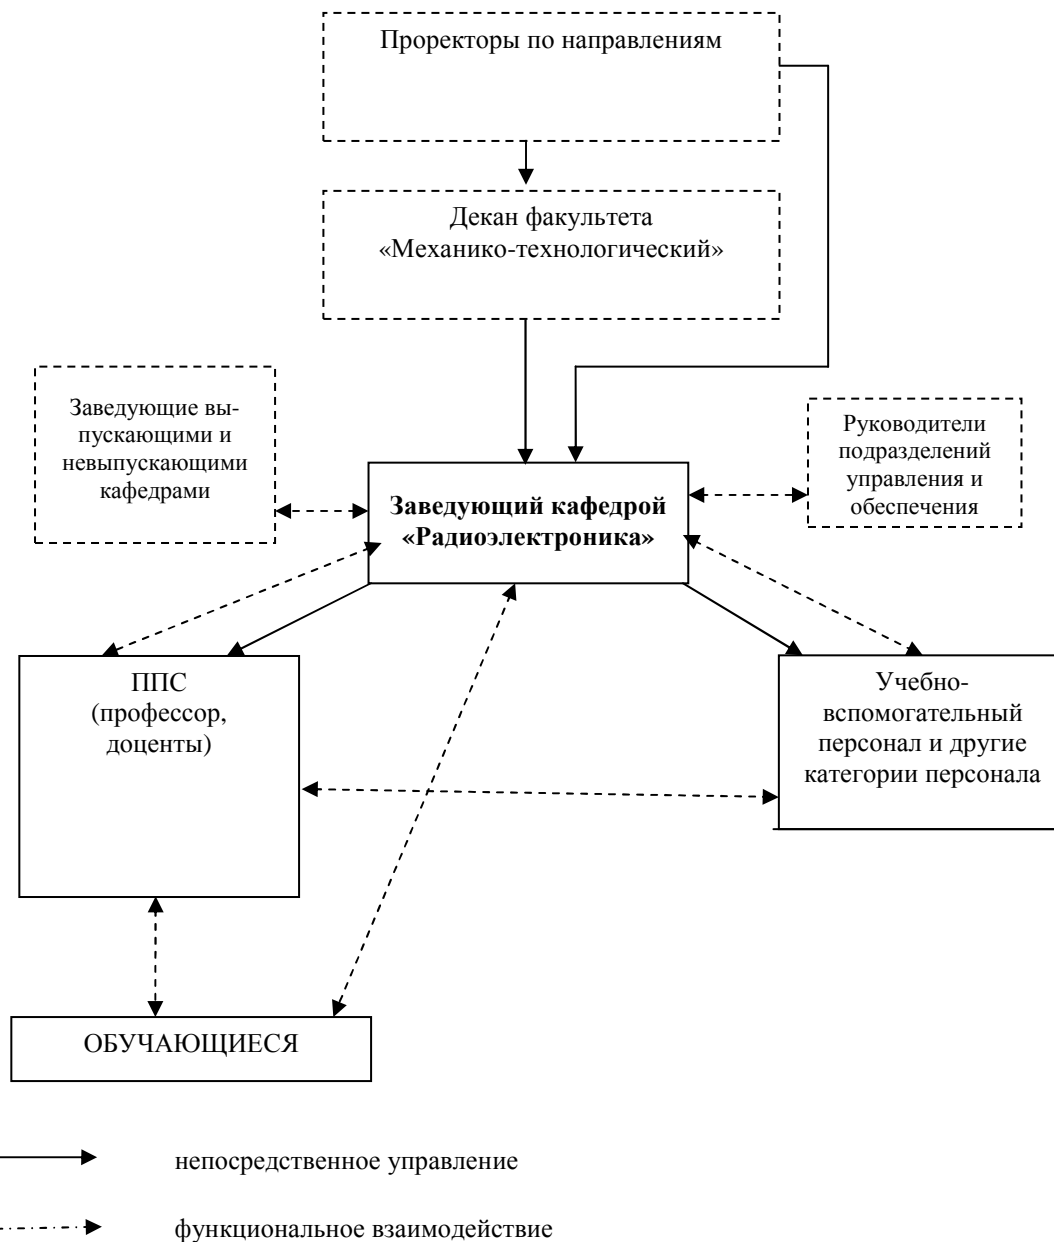 Проректоры по направлениям
Декан факультета
«Механико-технологический»
Заведующие вы-
пускающими и
невыпускающими
кафедрами
Руководители
подразделений
управления и
обеспечения
Заведующий кафедрой
«Радиоэлектроника»
ППС
(профессор,
доценты)
Учебно-
вспомогательный
персонал и другие
категории персонала
ОБУЧАЮЩИЕСЯ
непосредственное управление
функциональное взаимодействие